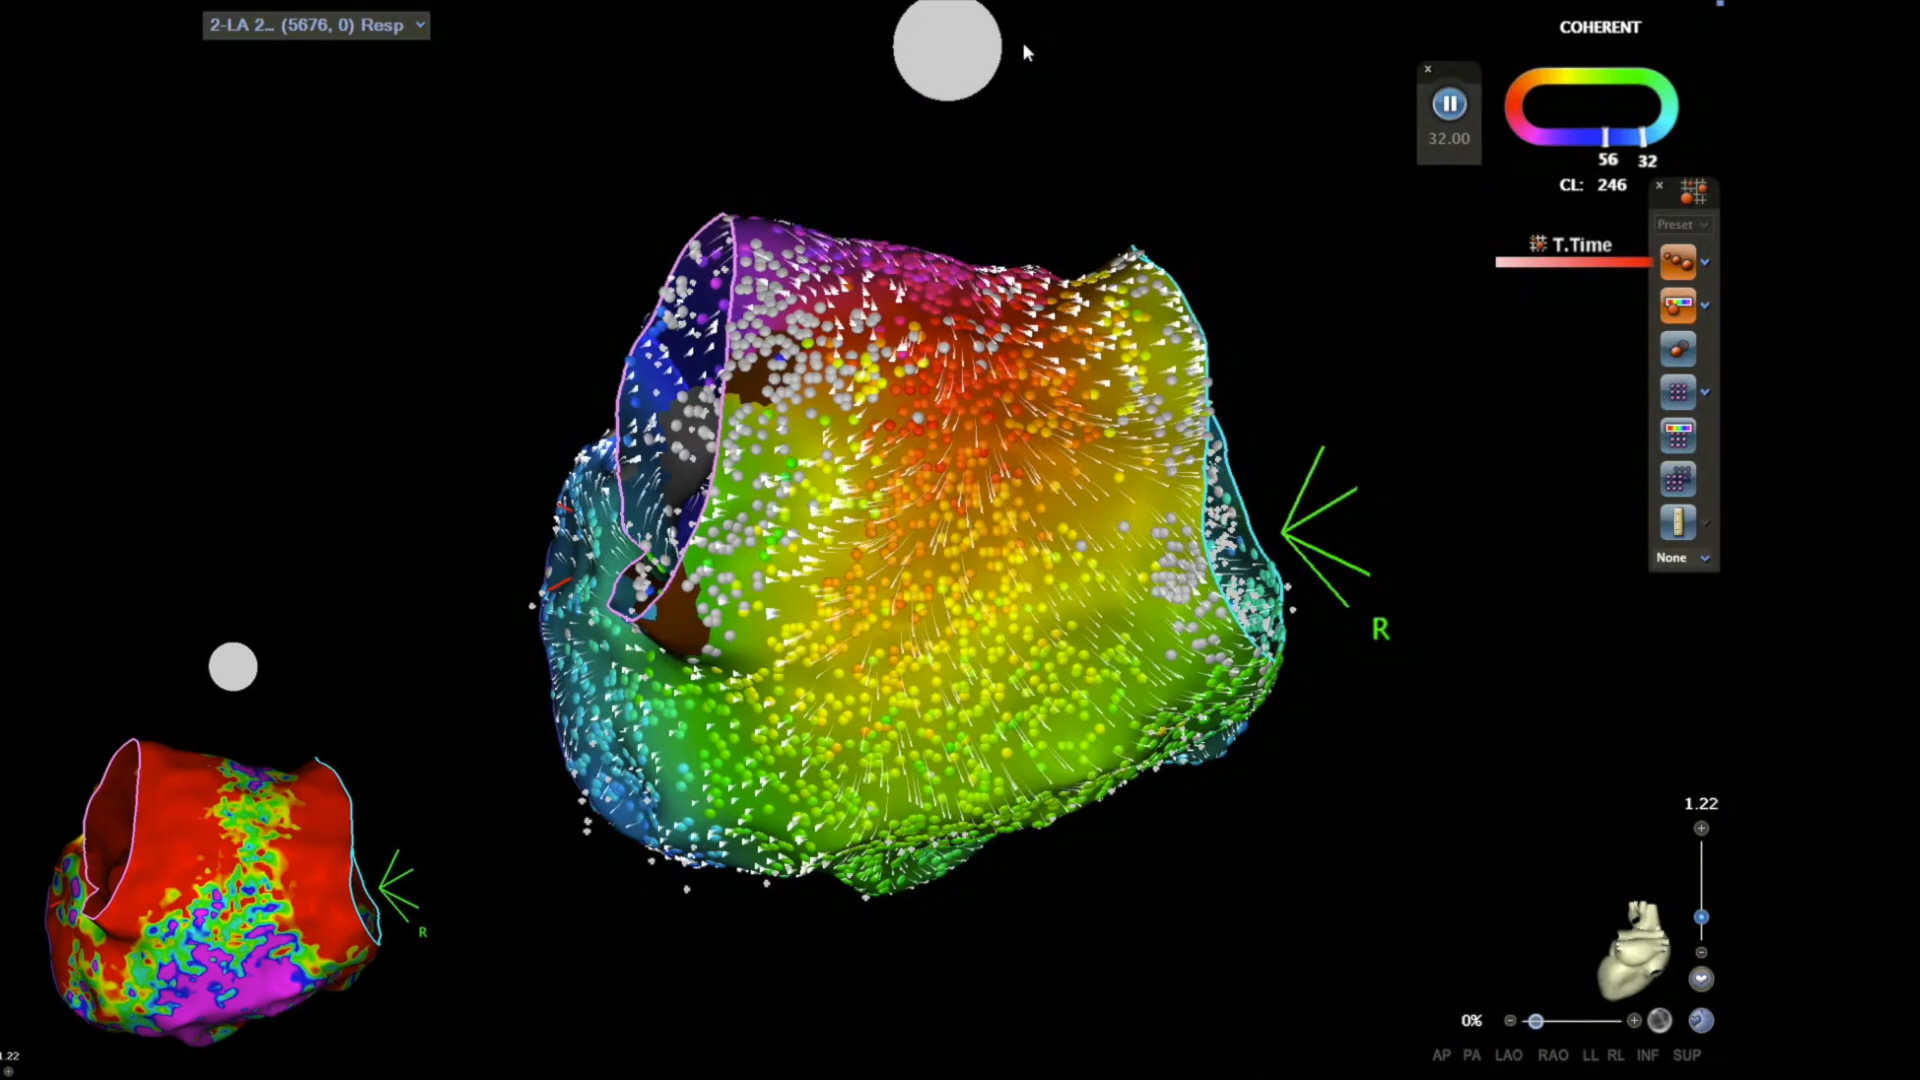 2-LA 2... (5676, 0) Resp
COHERENT
x
32.00
56 32
CL: 246
x
Preset
T.Time
None
R
R
1.22
0%
1.22
AP PA LAO RAO LL RL INF SUP